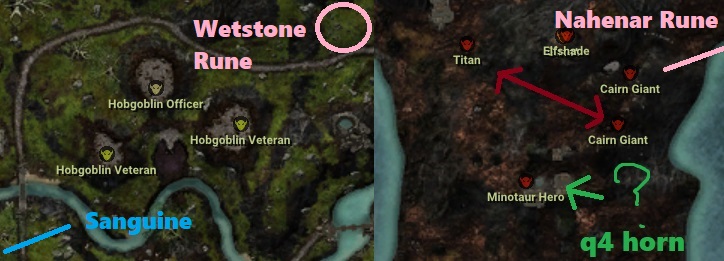 Wetstone
Rune
Hobgoblin Officer
Hobgoblin Veteran
Hobgoblin Veteran
Sanguine
Nahenar Rune
Titan
Elfshade
Cairn Giant
Cairn Giant
Minotaur Hero
?
q4 horn